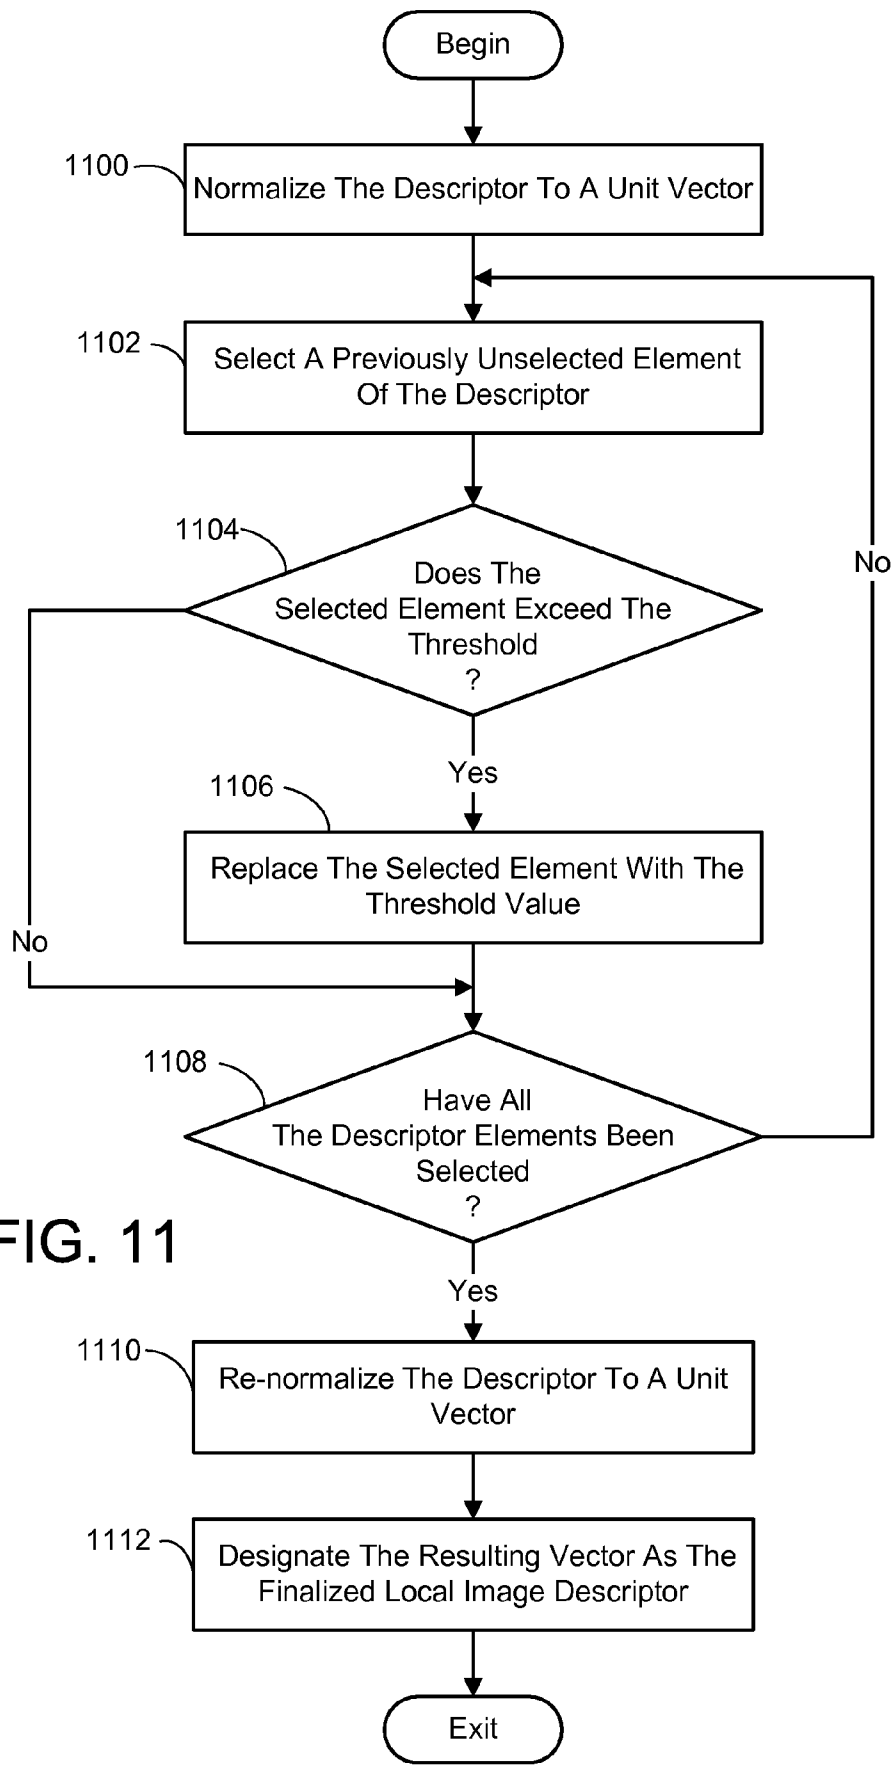 Begin
1100
Normalize The Descriptor To A Unit Vector
1102
Select A Previously Unselected Element
Of The Descriptor
1104
Does The
Selected Element Exceed The
Threshold
?
No
Yes
1106
Replace The Selected Element With The
Threshold Value
No
1108
Have All
The Descriptor Elements Been
Selected
?
FIG. 11
Yes
1110
Re-normalize The Descriptor To A Unit
Vector
1112
Designate The Resulting Vector As The
Finalized Local Image Descriptor
Exit